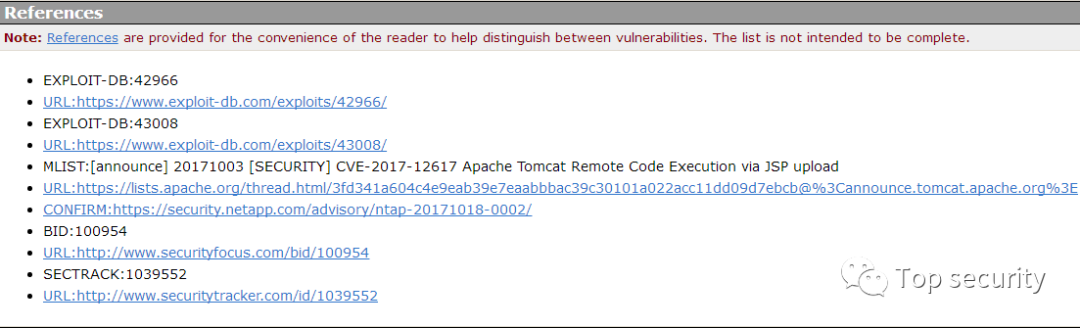 References
Note: References are provided for the convenience of the reader to help distinguish between vulnerabilities. The list is not intended to be complete.
EXPLOIT-DB:42966
URL:https://www.exploit-db.com/exploits/42966/
EXPLOIT-DB:43008
URL:https://www.exploit-db.com/exploits/43008/
MLIST:[announce] 20171003 [SECURITY] CVE-2017-12617 Apache Tomcat Remote Code Execution via JSP upload
URL:https://lists.apache.org/thread.html/3fd341a604c4e9eab39e7eaabbbac39c30101a022acc11dd09d7ebcb@%3Cannounce.tomcat.apache.org%3E
CONFIRM:https://security.netapp.com/advisory/ntap-20171018-0002/
BID:100954
URL:http://www.securityfocus.com/bid/100954
SECTRACK:1039552
URL:http://www.securitytracker.com/id/1039552
Top security